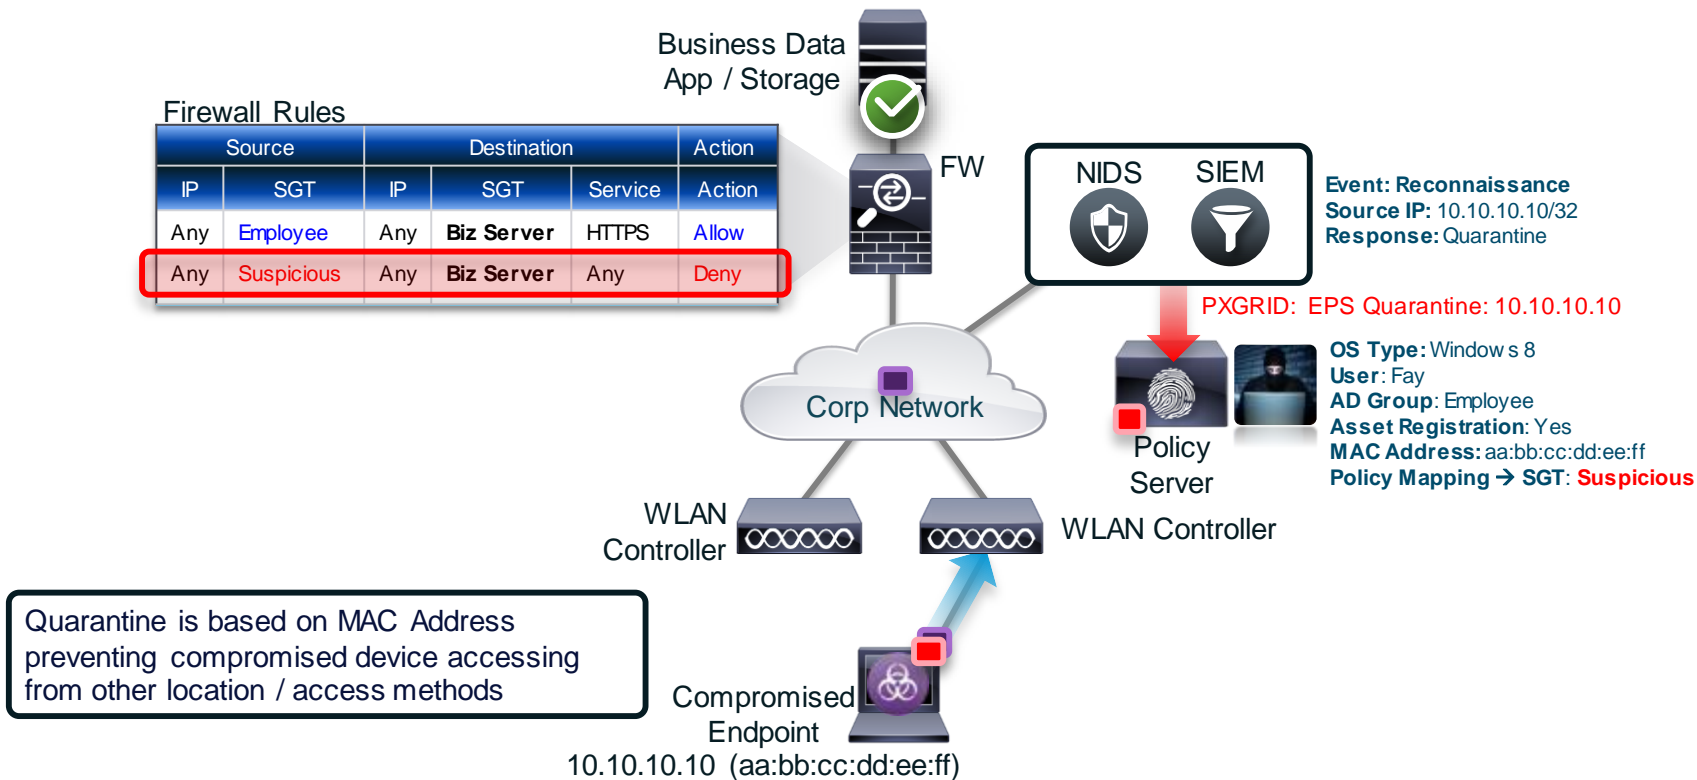 Business Data
App / Storage
Firewall Rules
Source Destination Action
IP SGT IP SGT Service Action
Any Employee Any Biz Server HTTPS Allow
Any Suspicious Any Biz Server Any Deny
FW
NIDS SIEM
Event: Reconnaissance
Source IP: 10.10.10.10/32
Response: Quarantine
PXGRID: EPS Quarantine: 10.10.10.10
OS Type: Windows 8
User: Fay
AD Group: Employee
Asset Registration: Yes
MAC Address: aa:bb:cc:dd:ee:ff
Policy Mapping → SGT: Suspicious
Policy
Server
Corp Network
WLAN
Controller
WLAN Controller
Quarantine is based on MAC Address
preventing compromised device accessing
from other location / access methods
Compromised
Endpoint
10.10.10.10 (aa:bb:cc:dd:ee:ff)